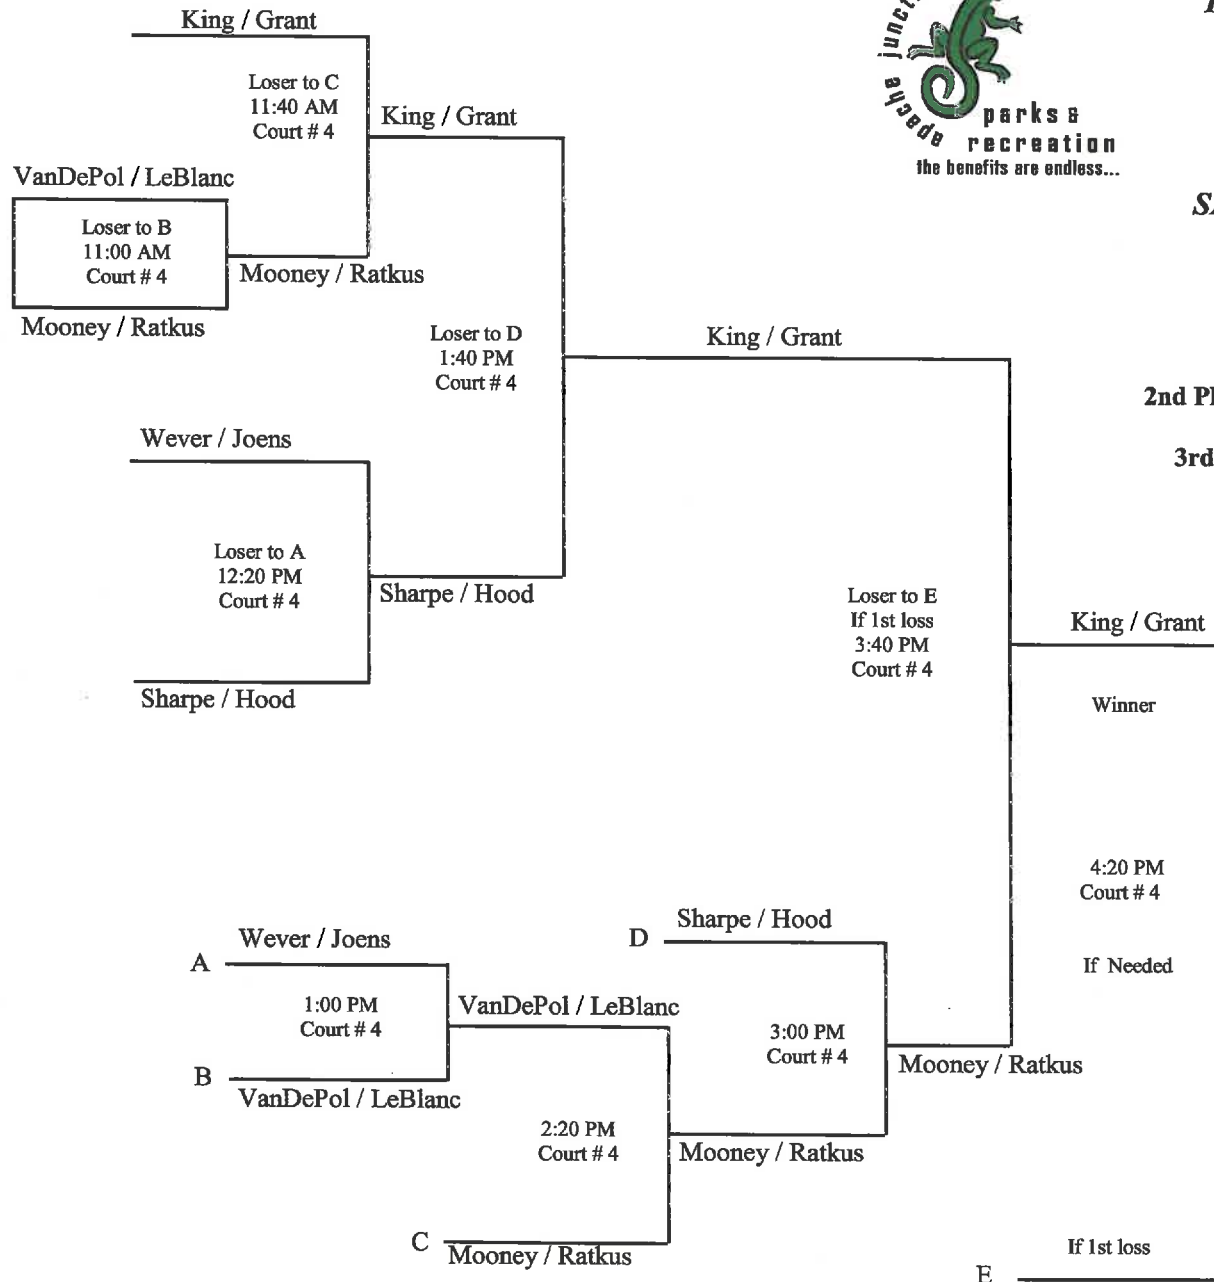 King / Grant
Loser to C
11:40 AM
Court # 4
King / Grant
VanDePol / LeBlanc
Loser to B
11:00 AM
Court # 4
Mooney / Ratkus
Mooney / Ratkus
Loser to D
1:40 PM
Court # 4
King / Grant
Wever / Joens
Loser to A
12:20 PM
Court # 4
Sharpe / Hood
Sharpe / Hood
apache junct
parks &
recreation
the benefits are endless...
2nd Pl
3rd
Loser to E
If 1st loss
3:40 PM
Court # 4
King / Grant
Winner
4:20 PM
Court # 4
If Needed
Wever / Joens
A
1:00 PM
Court # 4
B
VanDePol / LeBlanc
VanDePol / LeBlanc
2:20 PM
Court # 4
C
Mooney / Ratkus
Sharpe / Hood
D
3:00 PM
Court # 4
Mooney / Ratkus
Mooney / Ratkus
If 1st loss
E